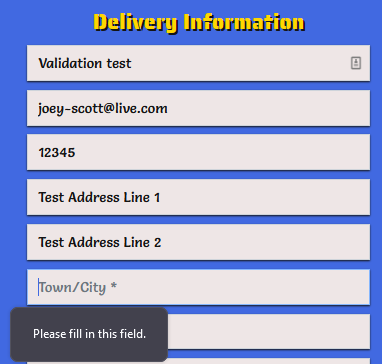 Delivery Information
Validation test
joey-scott@live.com
12345
Test Address Line 1
Test Address Line 2
Town/City *
Please fill in this field.